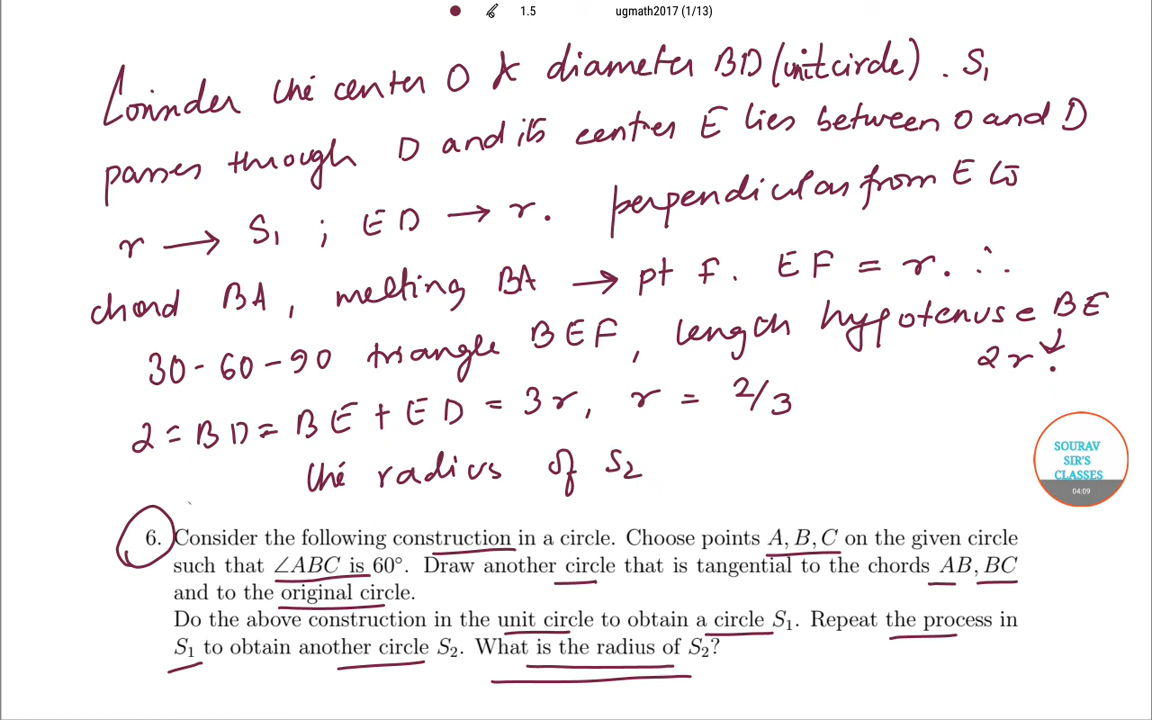 1.5 ugmath2017 (1/13)
Consider the center O & diameter BD (unit circle). S₁
passes through D and its center E lies between O and D
r → S₁ ; ED → r. perpendicular from E to
chord BA, meeting BA → pt F. EF = r. ∴
30-60-90 triangle BEF, length hypotenuse BE
2r
2 = BD = BE + ED = 3r, r = 2/3
the radius of S₂
SOURAV
SIR'S
CLASSES
04:09
6. Consider the following construction in a circle. Choose points A, B, C on the given circle
such that ∠ABC is 60°. Draw another circle that is tangential to the chords AB, BC
and to the original circle.
Do the above construction in the unit circle to obtain a circle S₁. Repeat the process in
S₁ to obtain another circle S₂. What is the radius of S₂?